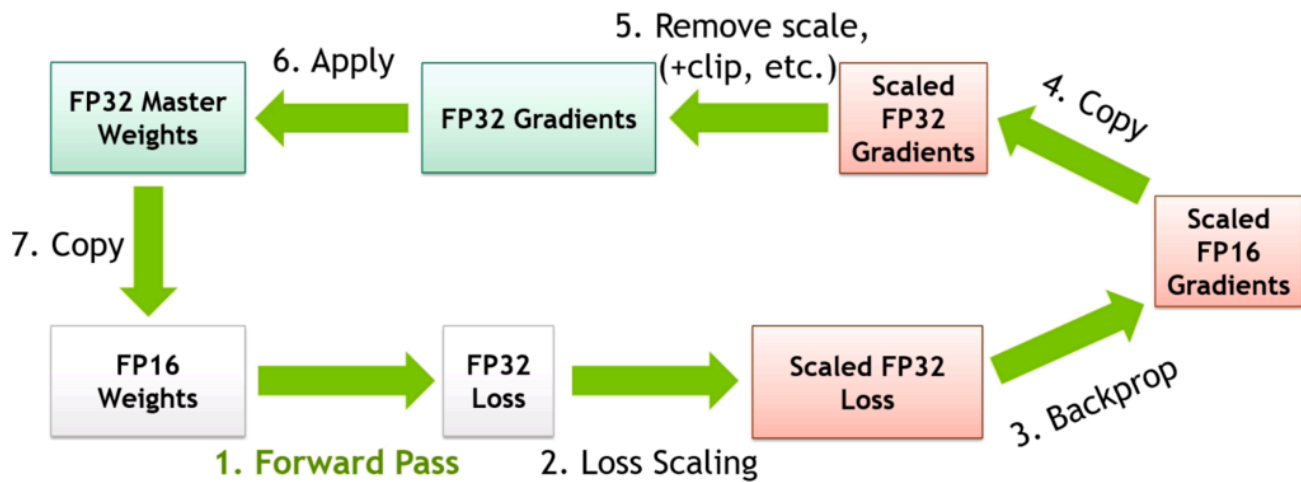 5. Remove scale,
(+clip, etc.)
6. Apply
4. Copy
FP32 Master
Weights
FP32 Gradients
Scaled
FP32
Gradients
Scaled
FP16
Gradients
7. Copy
FP16
Weights
FP32
Loss
Scaled FP32
Loss
3. Backprop
1. Forward Pass
2. Loss Scaling